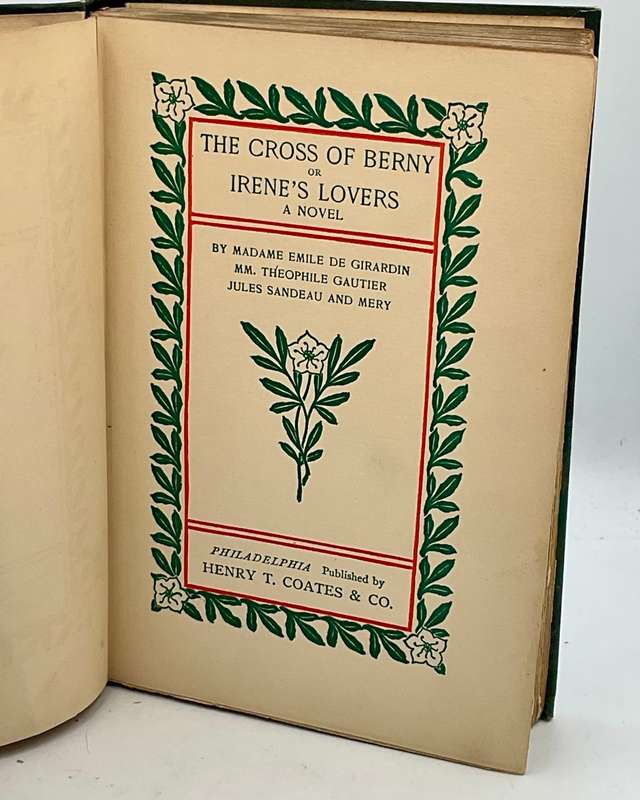 THE CROSS OF BERNY
OR
IRENE'S LOVERS
A NOVEL
BY MADAME EMILE DE GIRARDIN
MM. THEOPHILE GAUTIER
JULES SANDEAU AND MERY
PHILADELPHIA Published by
HENRY T. COATES & CO.